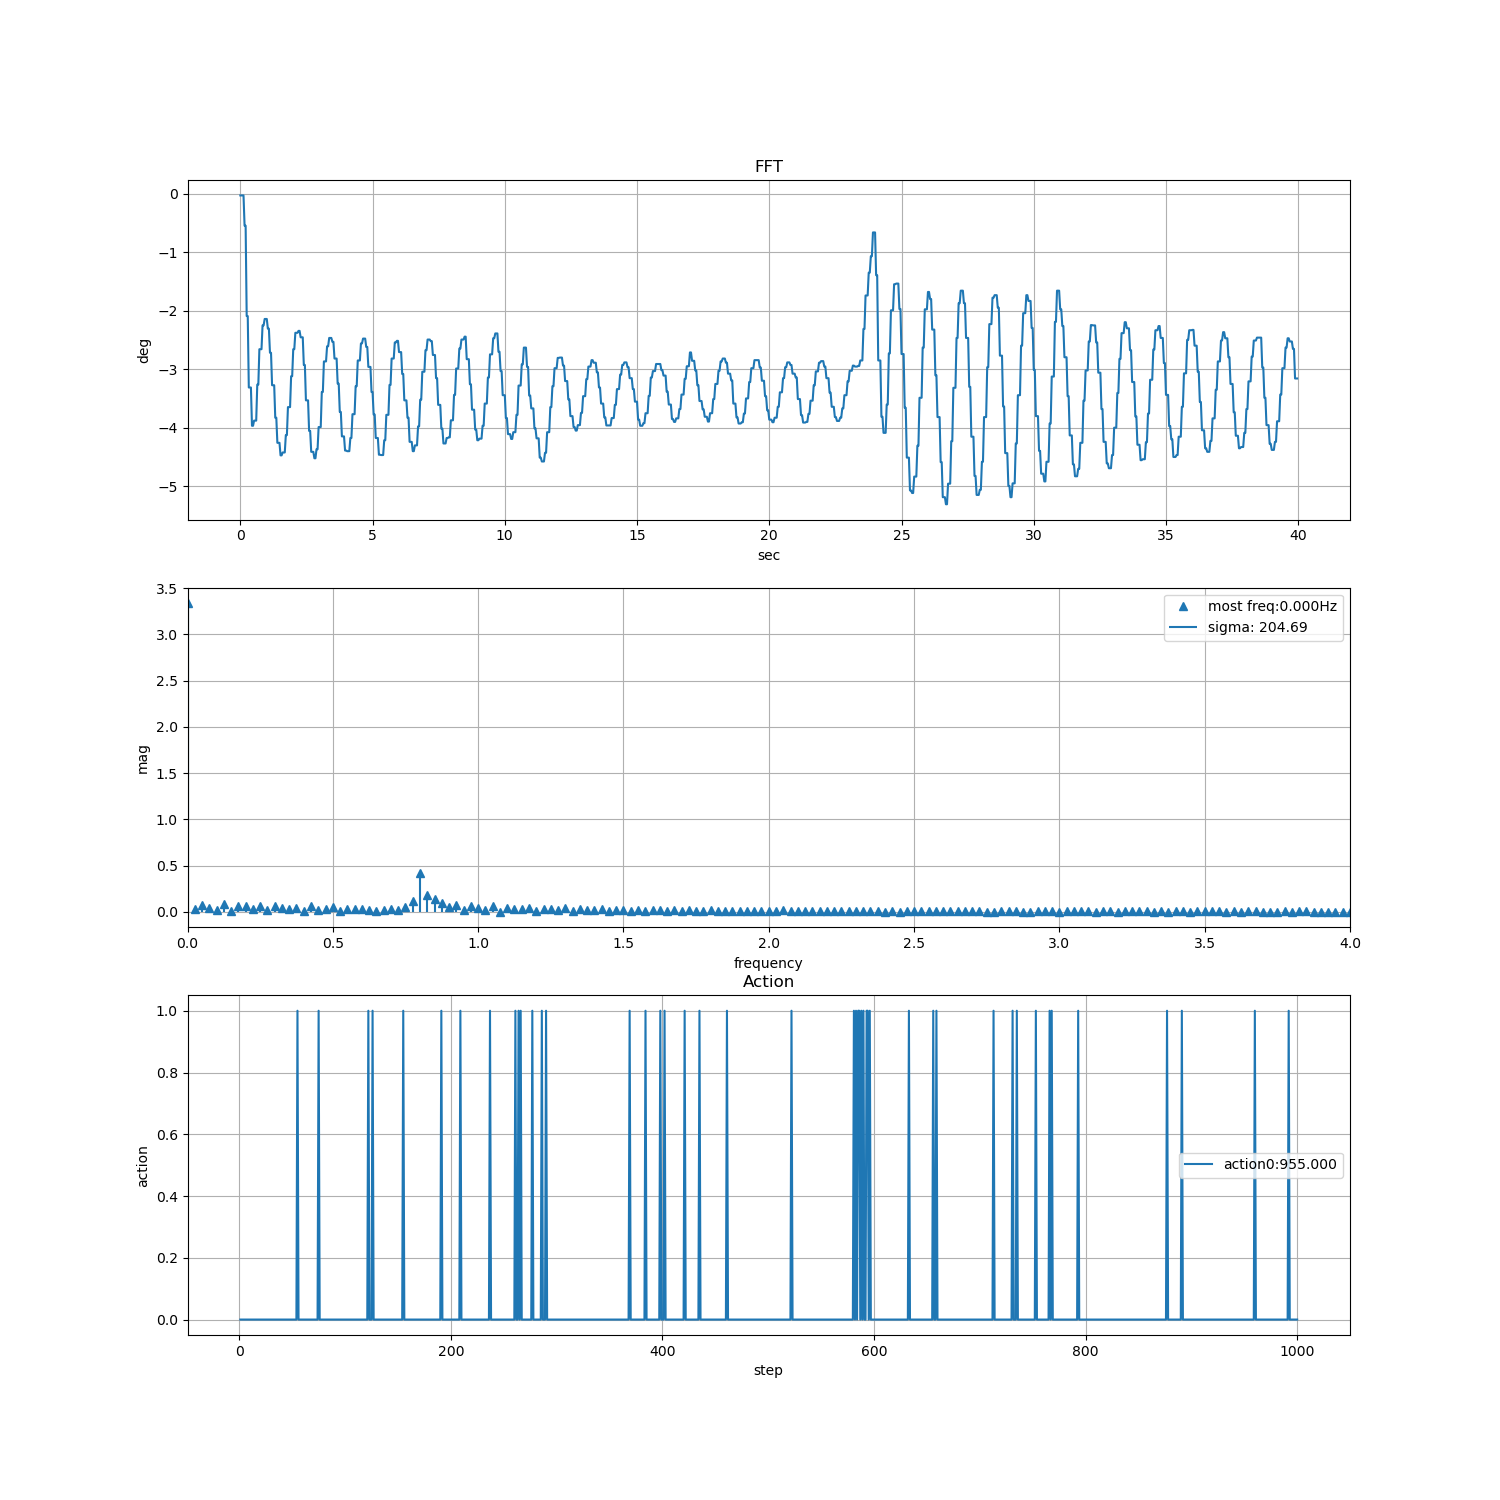 FFT
0
−1
−2
−3
−4
−5
deg
0 5 10 15 20 25 30 35 40
sec
3.5
3.0
2.5
2.0
1.5
1.0
0.5
0.0
mag
most freq:0.000Hz
sigma: 204.69
0.0 0.5 1.0 1.5 2.0 2.5 3.0 3.5 4.0
frequency
Action
1.0
0.8
0.6
0.4
0.2
0.0
action
action0:955.000
0 200 400 600 800 1000
step